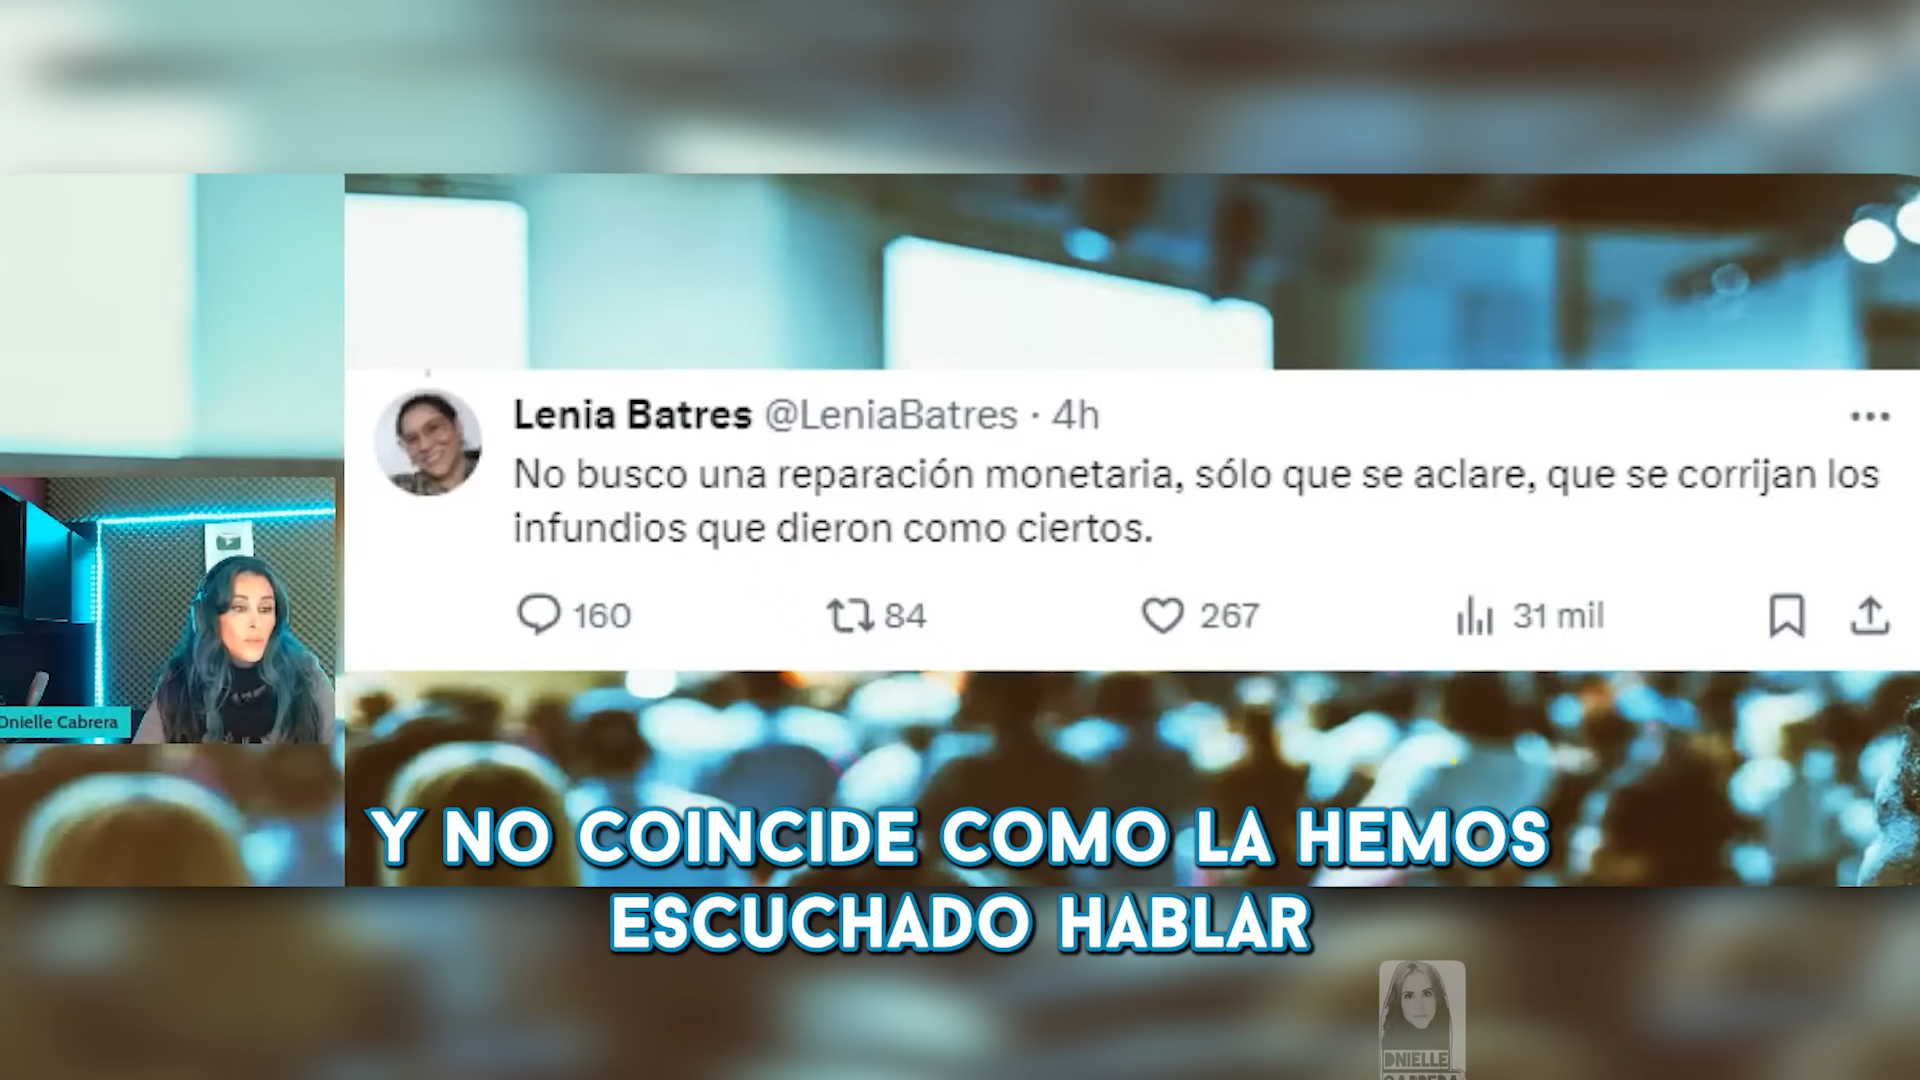 Lenia Batres @LeniaBatres · 4h
No busco una reparación monetaria, sólo que se aclare, que se corrijan los
infundios que dieron como ciertos.
160 84 267 31 mil
Dnielle Cabrera
Y NO COINCIDE COMO LA HEMOS
ESCUCHADO HABLAR
DNIELLE
CABRERA